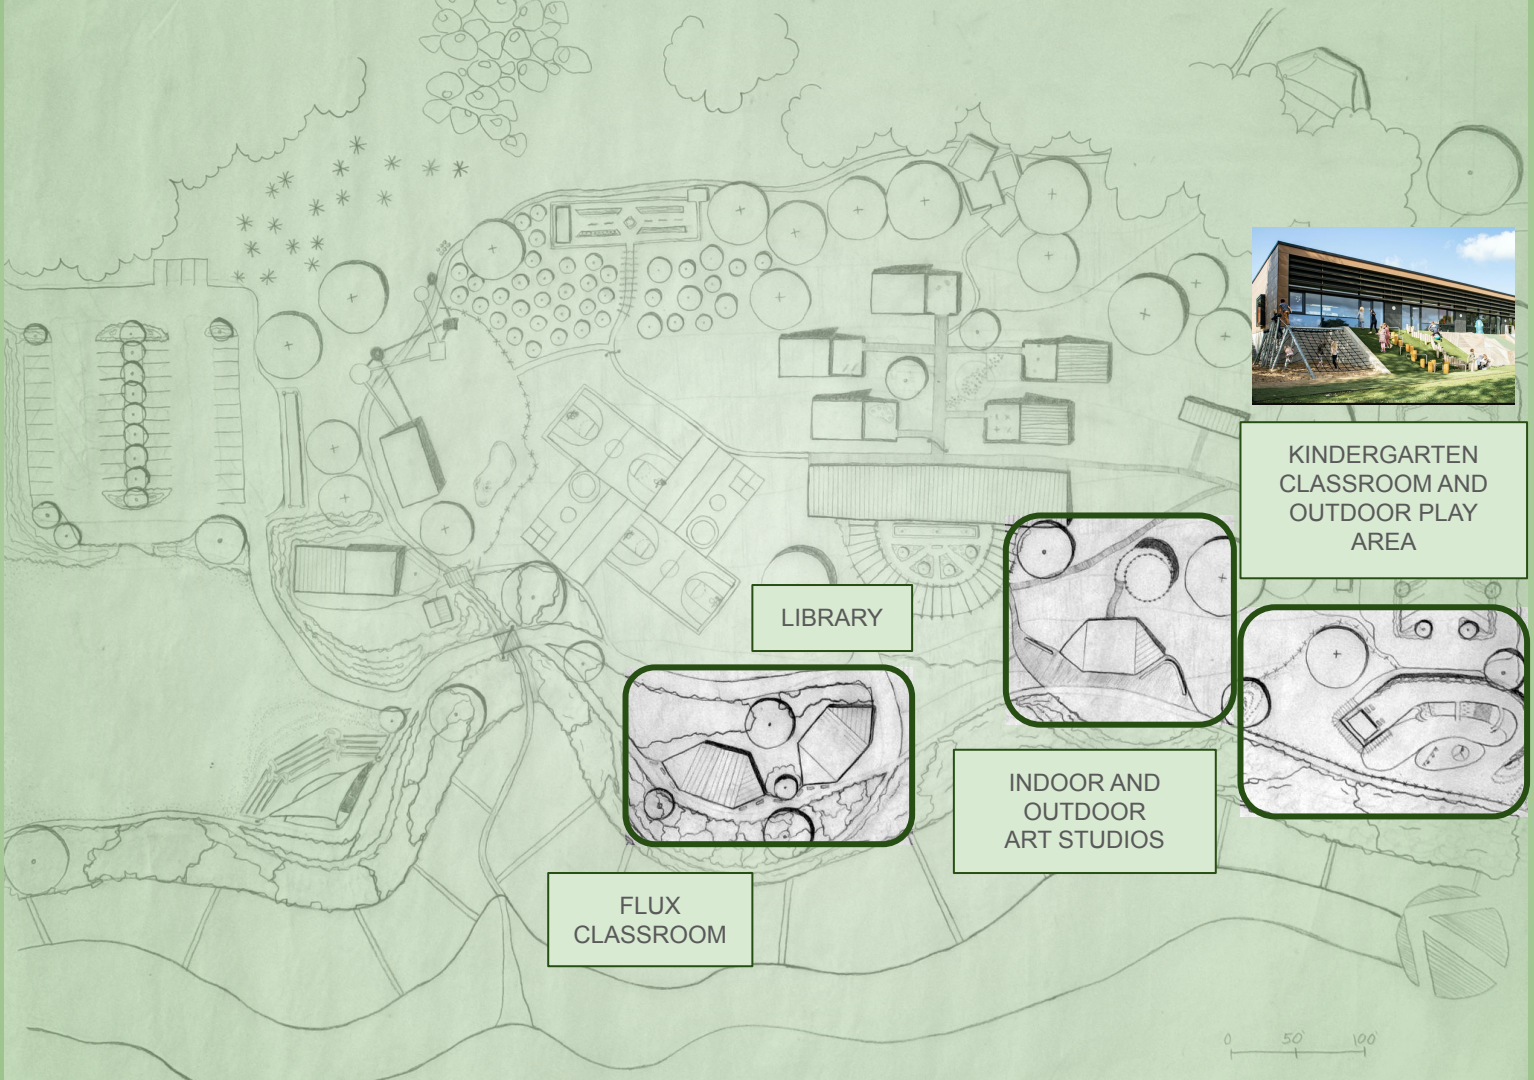 KINDERGARTEN
CLASSROOM AND
OUTDOOR PLAY
AREA
LIBRARY
INDOOR AND
OUTDOOR
ART STUDIOS
FLUX
CLASSROOM
0 50' 100'